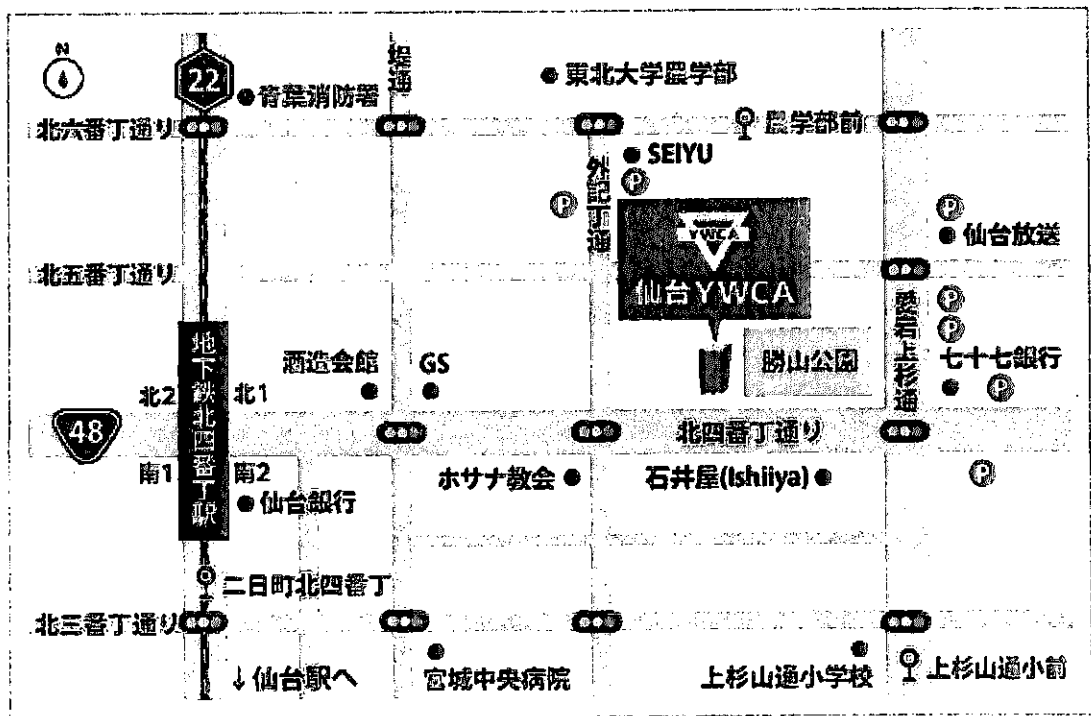 N
22
堤通
東北大学農学部
青葉消防署
北六番丁通り
農学部前
SEIYU
P
外記丁通
P
P
YWCA
仙台YWCA
仙台放送
北五番丁通り
愛宕上杉通
P
P
地下鉄北四番丁駅
酒造会館
GS
勝山公園
七十七銀行
北2
北1
P
48
北四番丁通り
南1
南2
ホサナ教会
石井屋(Ishiiya)
P
仙台銀行
二日町北四番丁
北三番丁通り
↓仙台駅へ
宮城中央病院
上杉山通小学校
上杉山通小前